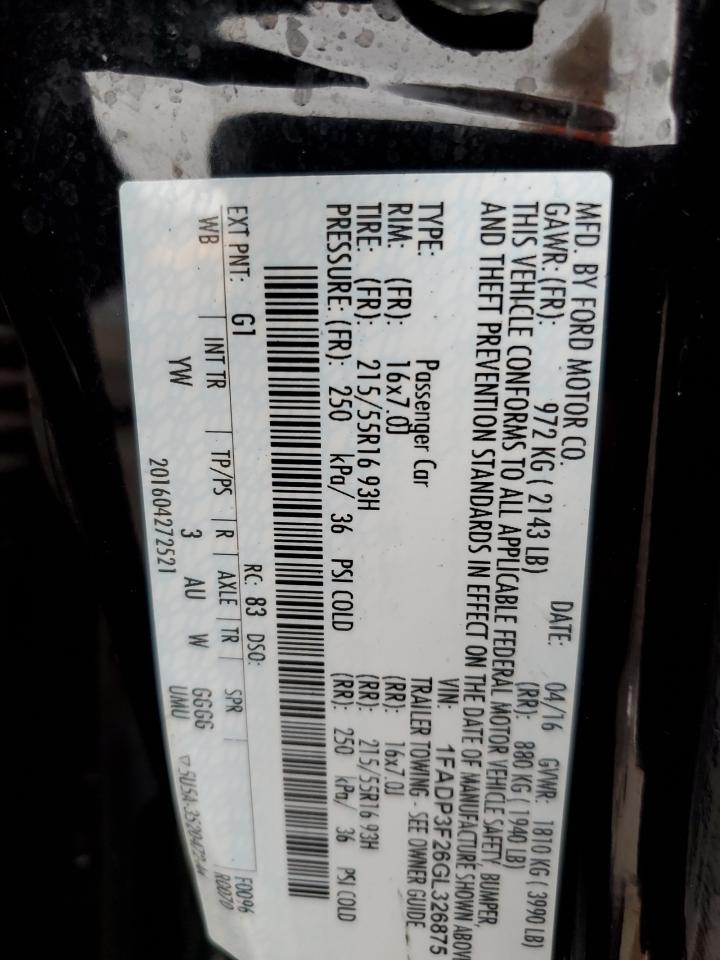 MFD. BY FORD MOTOR CO.
DATE: 04/16 GVWR: 1810 KG ( 3990 LB)
GAWR: (FR): 972 KG ( 2143 LB) (RR): 880 KG ( 1940 LB)
THIS VEHICLE CONFORMS TO ALL APPLICABLE FEDERAL MOTOR VEHICLE SAFETY, BUMPER,
AND THEFT PREVENTION STANDARDS IN EFFECT ON THE DATE OF MANUFACTURE SHOWN ABOV
VIN: 1FADP3F26GL326875
TYPE: Passenger Car TRAILER TOWING - SEE OWNER GUIDE
RIM: (FR): 16x7.0J (RR): 16x7.0J
TIRE: (FR): 215/55R16 93H (RR): 215/55R16 93H
PRESSURE: (FR): 250 kPa/ 36 PSI COLD (RR): 250 kPa/ 36 PSI COLD
EXT PNT: G1 RC: 83 DSO: F0096
WB INT TR TP/PS R AXLE TR SPR R0070
YW 3 AU W GGGG
201604272521 UMU